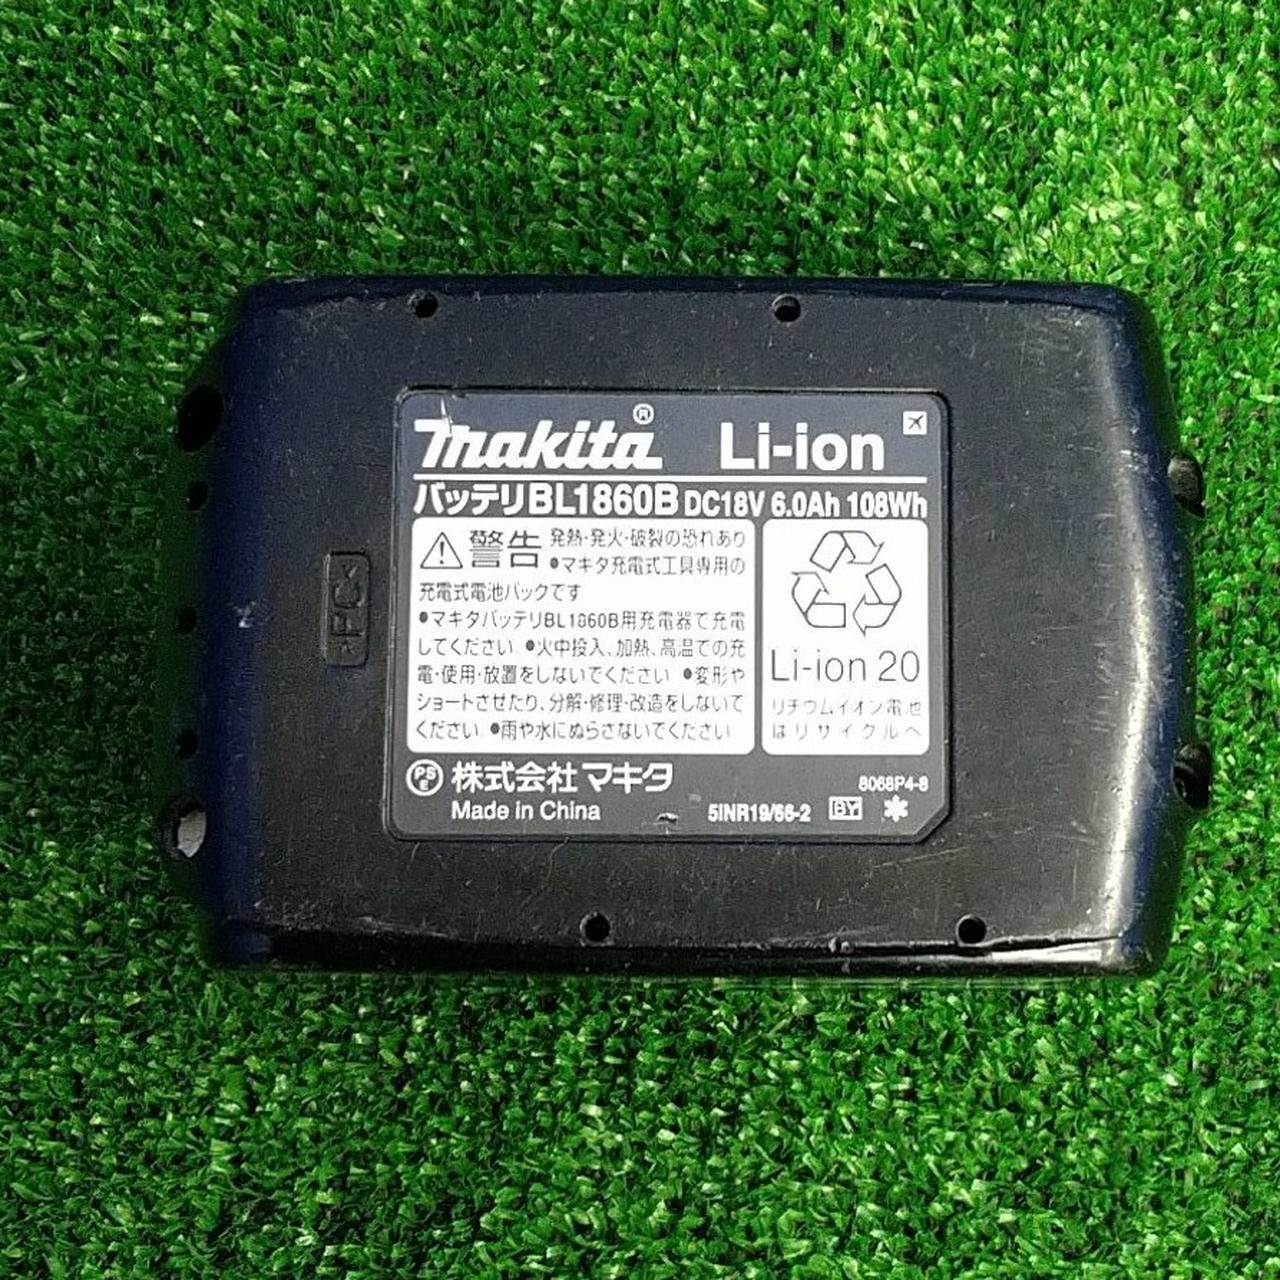 makita® Li-ion
バッテリBL1860B DC18V 6.0Ah 108Wh
警告 発熱・発火・破裂の恐れあり
●マキタ充電式工具専用の
充電式電池パックです
●マキタバッテリBL1860B用充電器で充電
してください ●火中投入、加熱、高温での充
電・使用・放置をしないでください ●変形や
ショートさせたり、分解・修理・改造をしないで
ください ●雨や水にぬらさないでください
Li-ion 20
リチウムイオン電池
はリサイクルへ
PSE 株式会社マキタ
8068P4-8
Made in China
5INR19/66-2 BY
>PC<